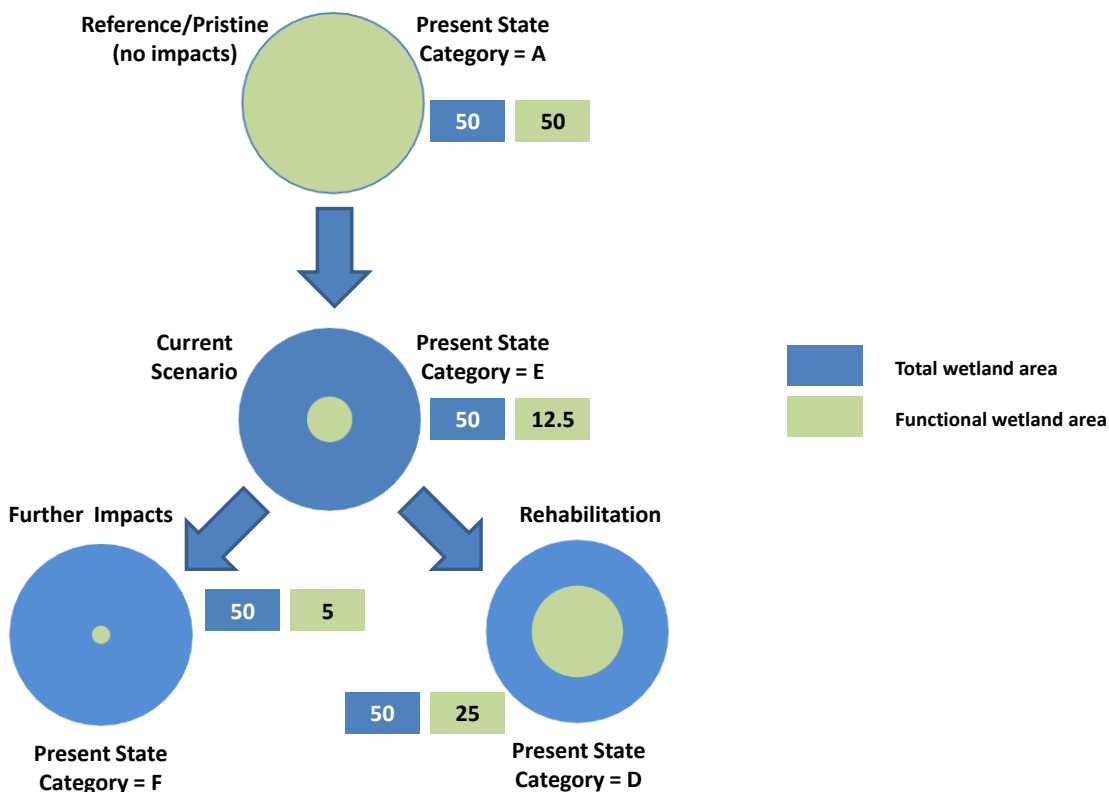 Reference/Pristine
(no impacts)
Present State
Category = A
50
50
Current
Scenario
Present State
Category = E
50
12.5
Total wetland area
Functional wetland area
Further Impacts
Rehabilitation
50
5
50
25
Present State
Category = F
Present State
Category = D